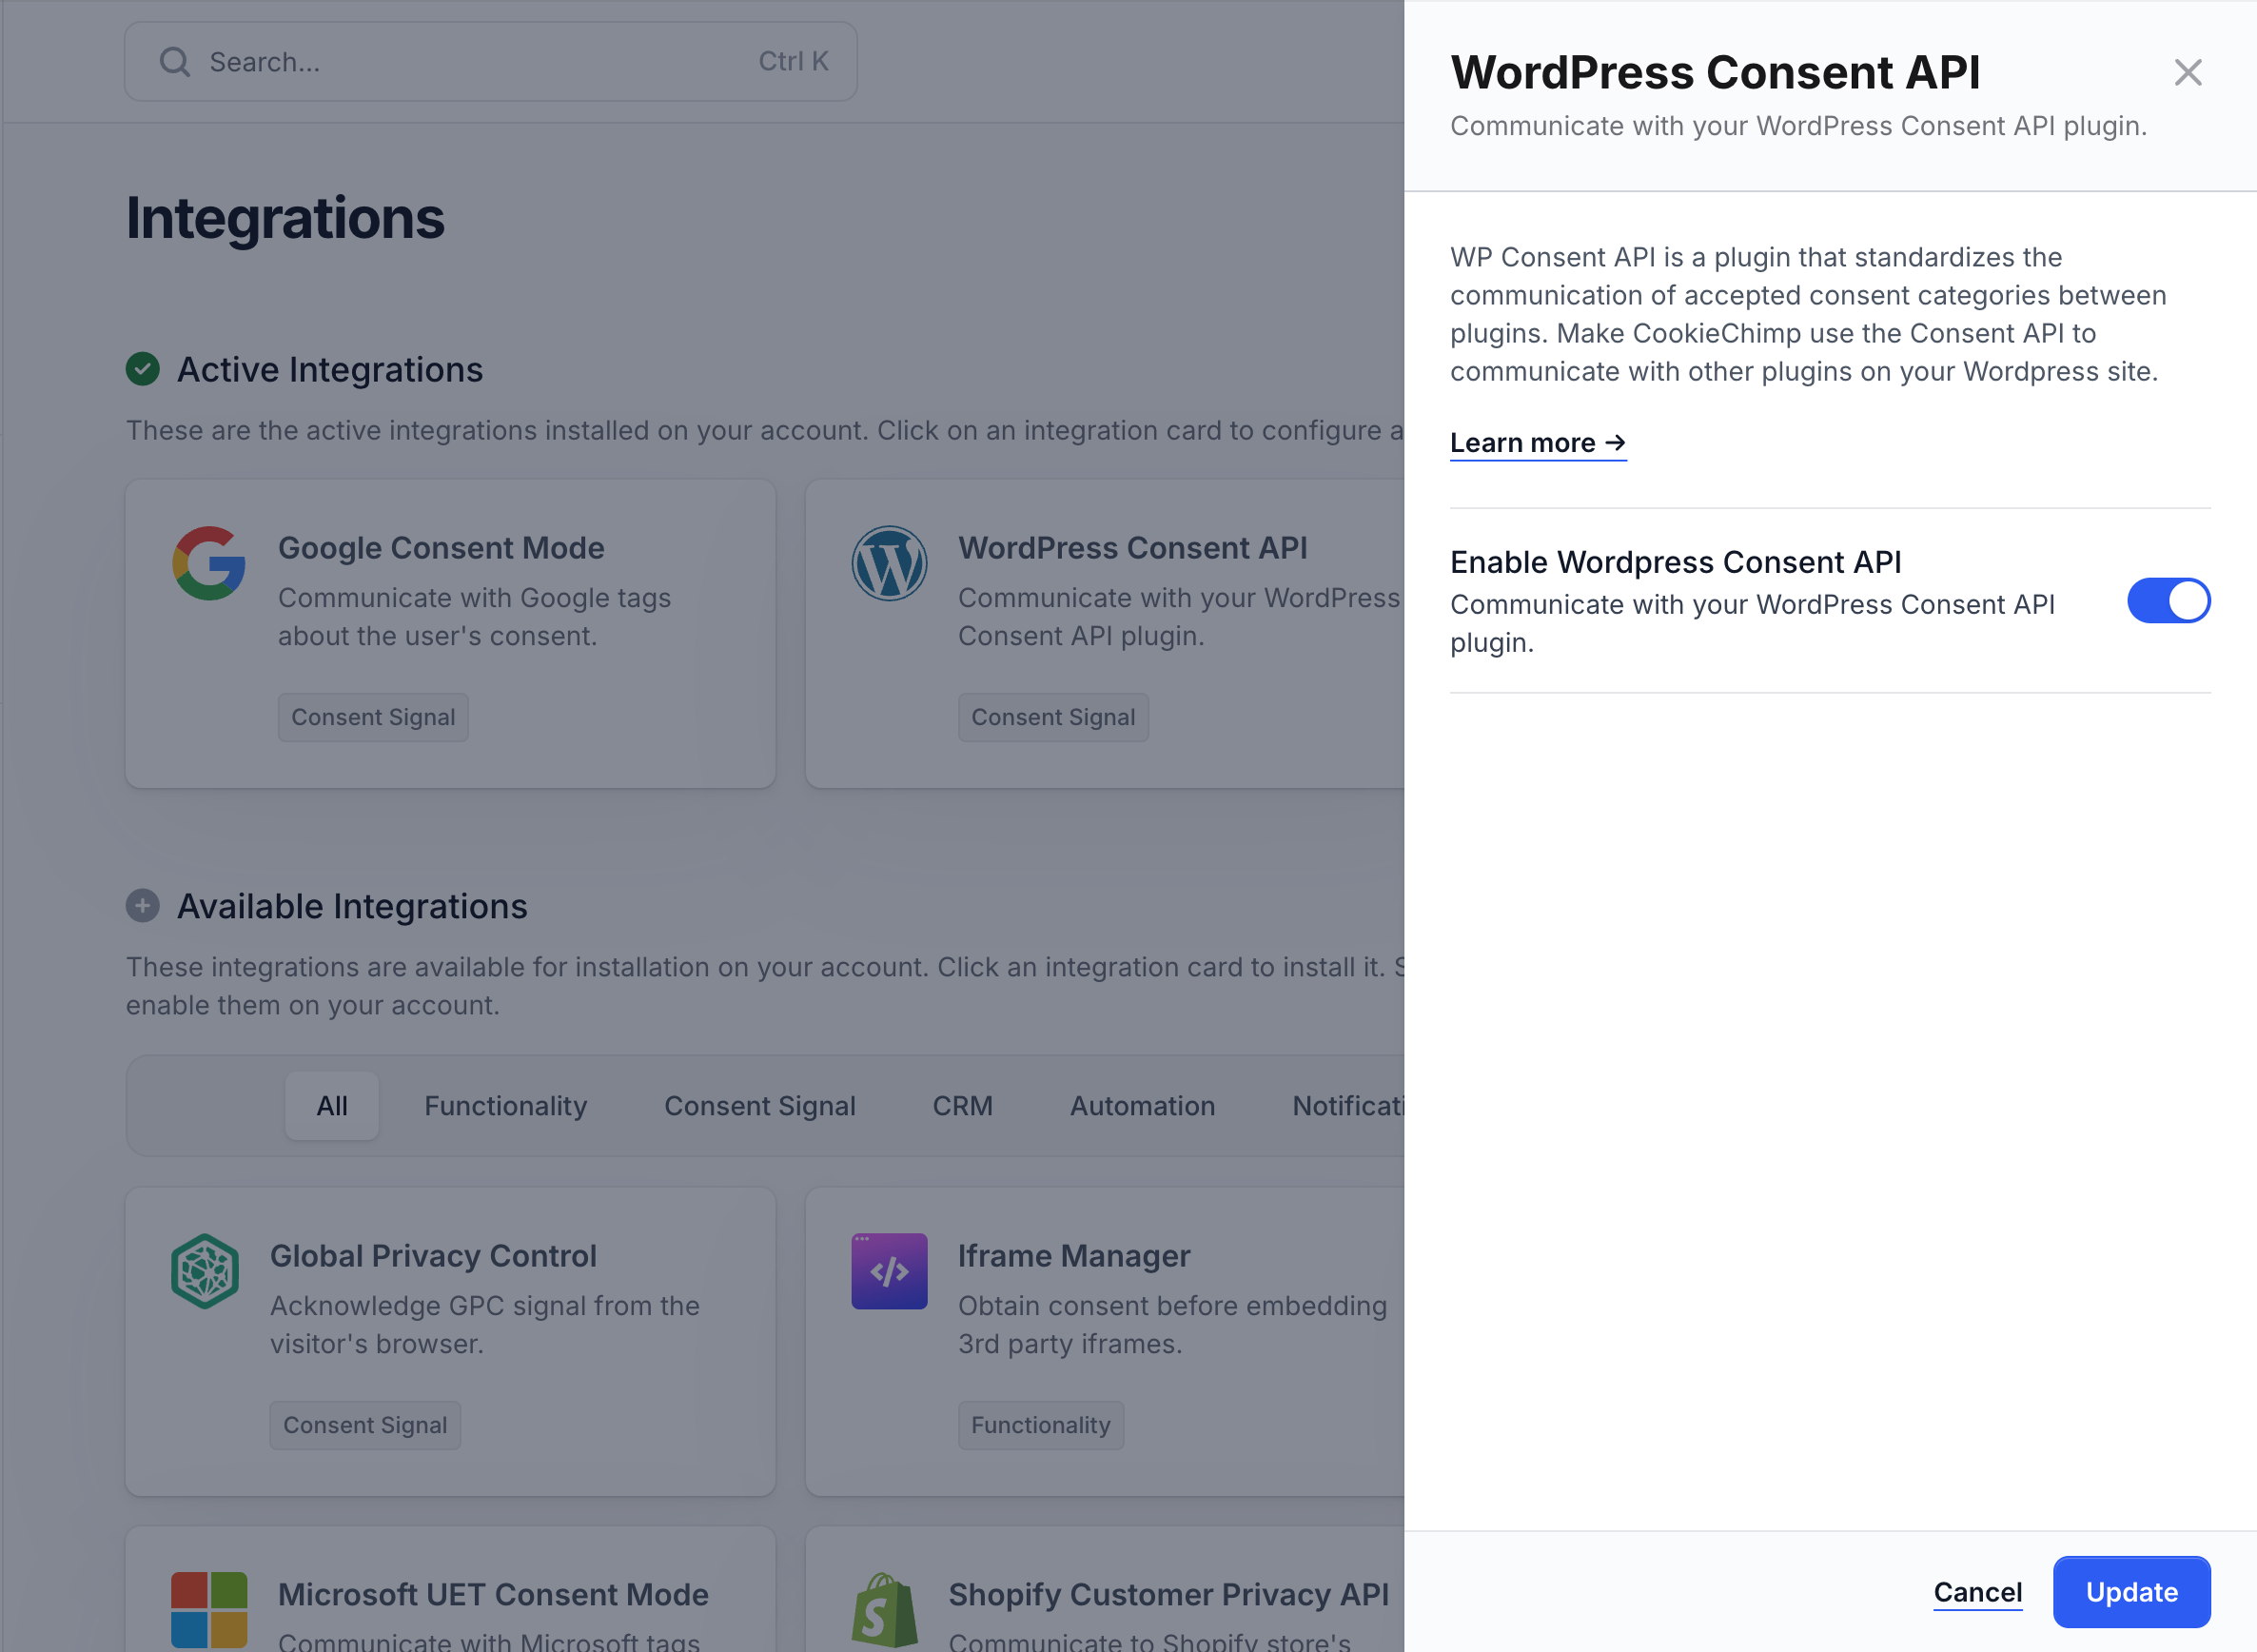 Search...
Ctrl K
Integrations
Active Integrations
These are the active integrations installed on your account. Click on an integration card to configure
Google Consent Mode
Communicate with Google tags
about the user's consent.
Consent Signal
WordPress Consent API
Communicate with your WordPress
Consent API plugin.
Consent Signal
Available Integrations
These integrations are available for installation on your account. Click an integration card to install it.
enable them on your account.
All
Functionality
Consent Signal
CRM
Automation
Notificati
Global Privacy Control
Acknowledge GPC signal from the
visitor's browser.
Consent Signal
Iframe Manager
Obtain consent before embedding
3rd party iframes.
Functionality
Microsoft UET Consent Mode
Communicate with Microsoft tags
Shopify Customer Privacy API
Communicate to Shopify store's
WordPress Consent API
Communicate with your WordPress Consent API plugin.
WP Consent API is a plugin that standardizes the
communication of accepted consent categories between
plugins. Make CookieChimp use the Consent API to
communicate with other plugins on your Wordpress site.
Learn more →
Enable Wordpress Consent API
Communicate with your WordPress Consent API
plugin.
Cancel
Update